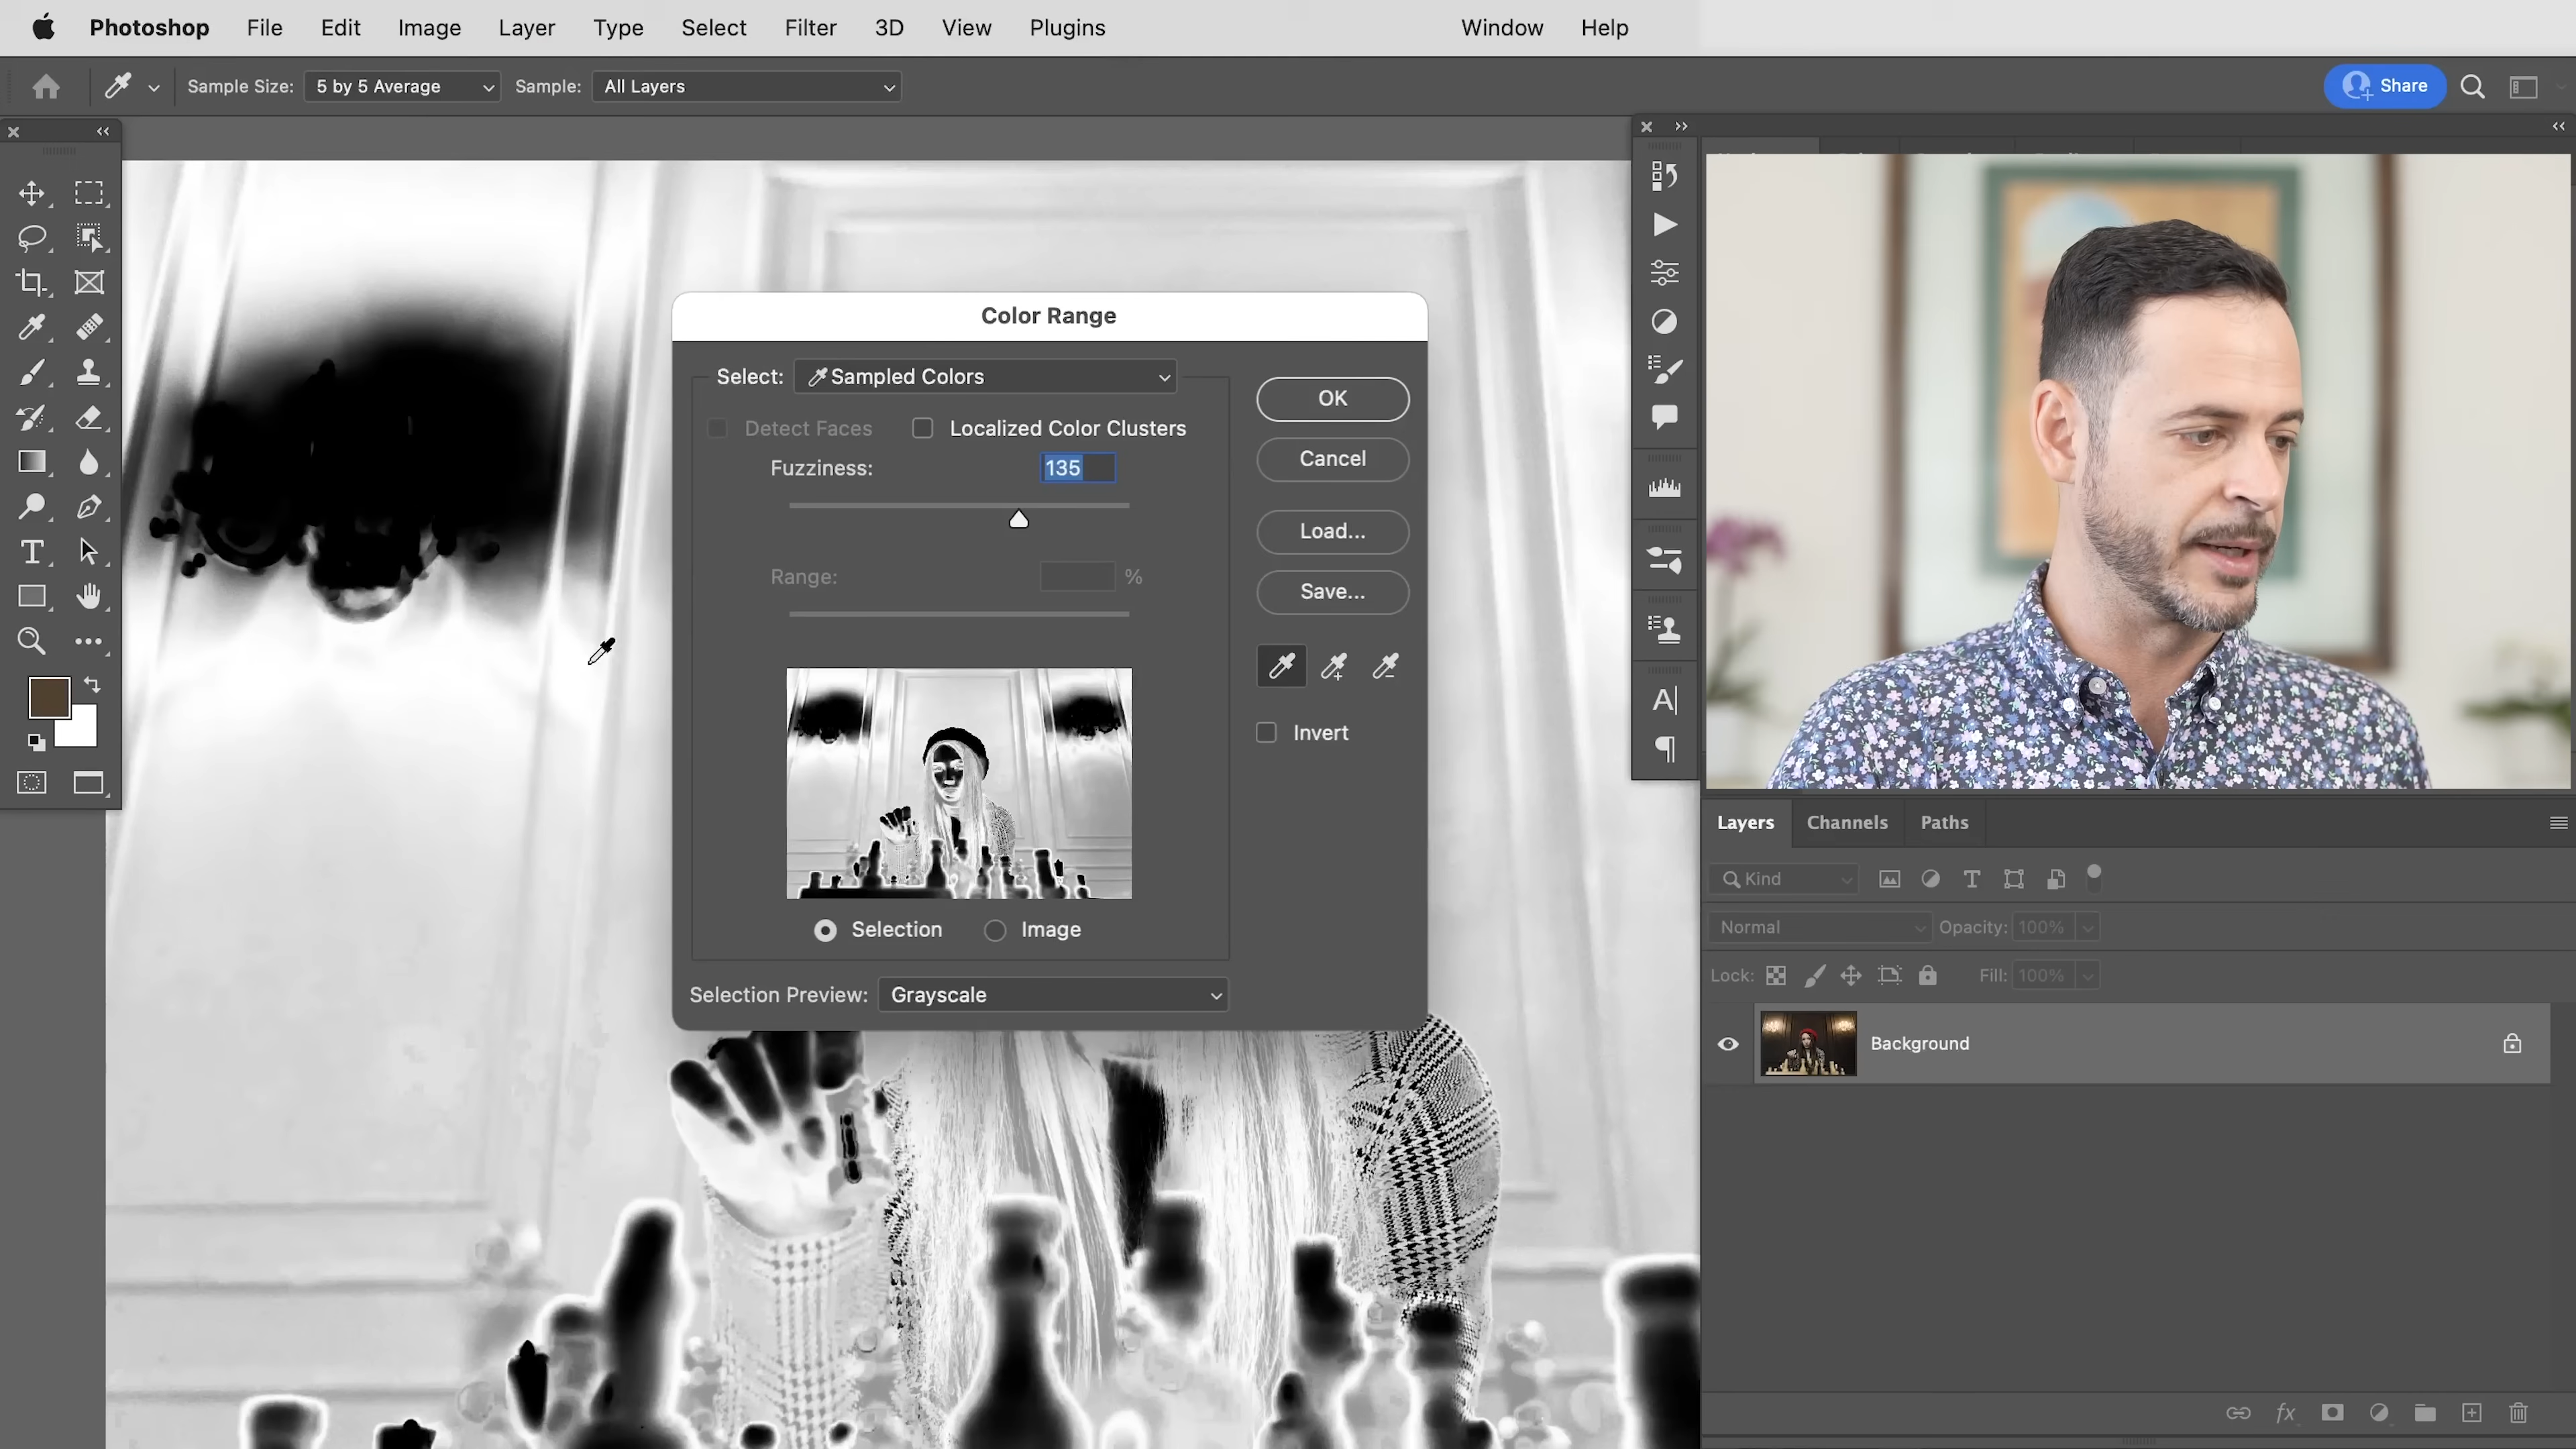 Photoshop File Edit Image Layer Type Select Filter 3D View Plugins Window Help
Sample Size: 5 by 5 Average Sample: All Layers Share
Color Range
Select: Sampled Colors
Detect Faces Localized Color Clusters
Fuzziness: 135
Range: %
Selection Image
Selection Preview: Grayscale
OK
Cancel
Load...
Save...
Invert
Layers Channels Paths
Kind
Normal Opacity: 100%
Lock: Fill: 100%
Background